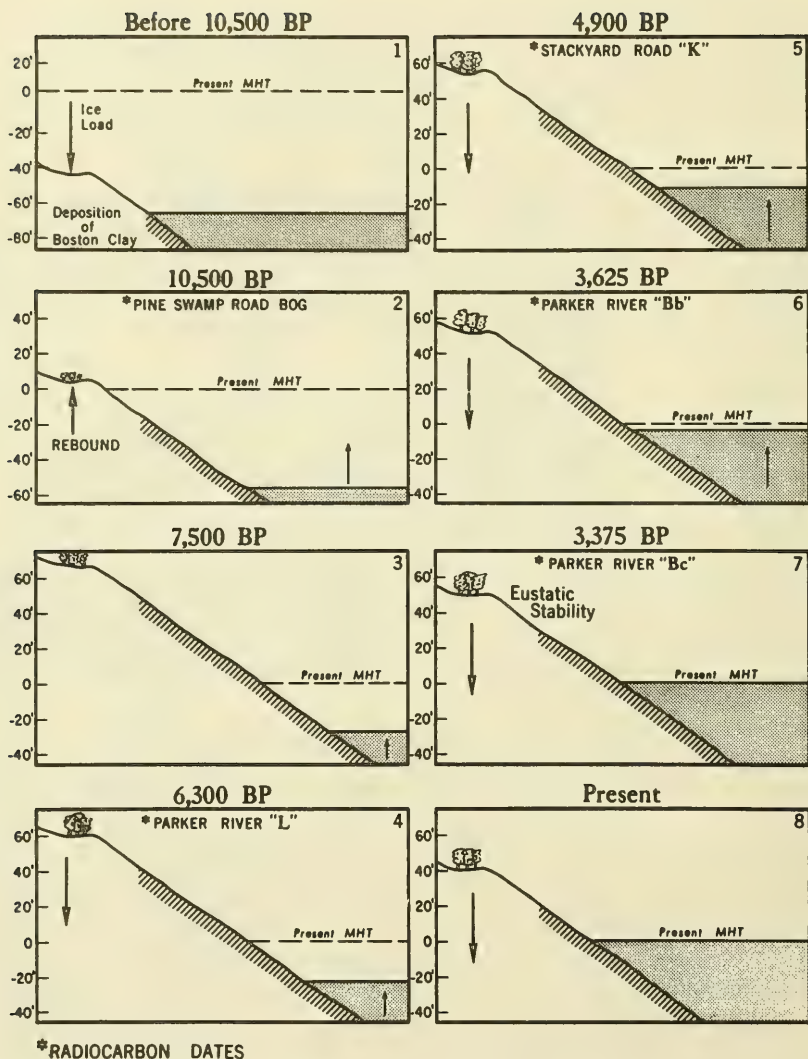 Before 10,500 BP
1
20'
0
-20'
-40'
-60'
-80'
Present MHT
Ice
Load
Deposition
of
Boston Clay
10,500 BP
*PINE SWAMP ROAD BOG
2
40'
20'
0
-20'
-40'
-60'
Present MHT
REBOUND
7,500 BP
3
60'
40'
20'
0
-20'
-40'
Present MHT
6,300 BP
*PARKER RIVER "L"
4
60'
40'
20'
0
-20'
-40'
Present MHT
4,900 BP
*STACKYARD ROAD "K"
5
60'
40'
20'
0
-20'
-40'
Present MHT
3,625 BP
*PARKER RIVER "Bb"
6
60'
40'
20'
0
-20'
-40'
Present MHT
3,375 BP
*PARKER RIVER "Bc"
7
Eustatic
Stability
60'
40'
20'
0
-20'
-40'
Present MHT
Present
8
60'
40'
20'
0
-20'
-40'
Present MHT
*RADIOCARBON DATES